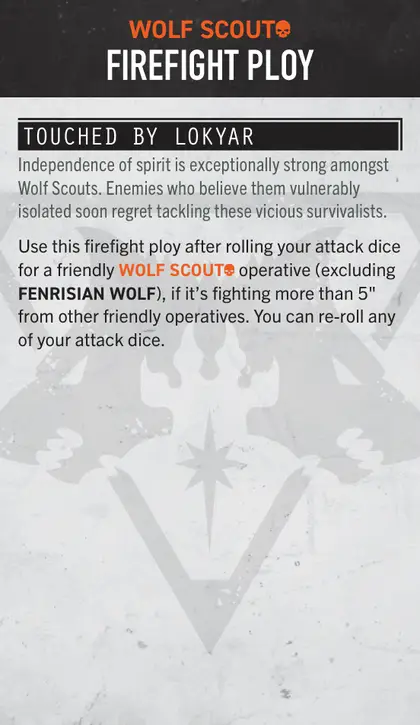 WOLF SCOUT
FIREFIGHT PLOY
TOUCHED BY LOKYAR
Independence of spirit is exceptionally strong amongst
Wolf Scouts. Enemies who believe them vulnerably
isolated soon regret tackling these vicious survivalists.
Use this firefight ploy after rolling your attack dice
for a friendly WOLF SCOUT operative (excluding
FENRISIAN WOLF), if it's fighting more than 5"
from other friendly operatives. You can re-roll any
of your attack dice.